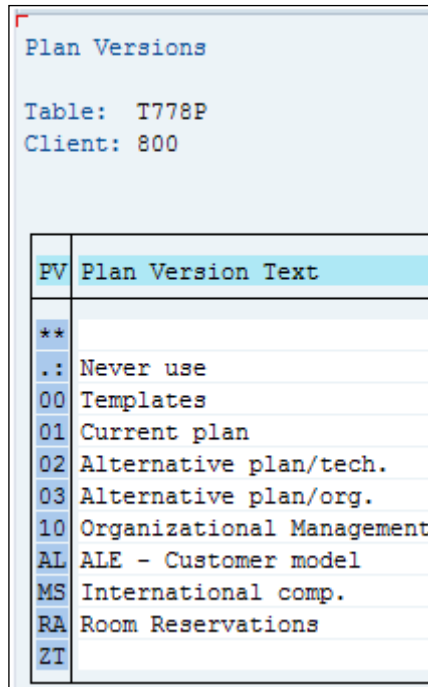 Plan Versions
Table: T778P
Client: 800
PV Plan Version Text
**
.: Never use
00 Templates
01 Current plan
02 Alternative plan/tech.
03 Alternative plan/org.
10 Organizational Management
AL ALE - Customer model
MS International comp.
RA Room Reservations
ZT